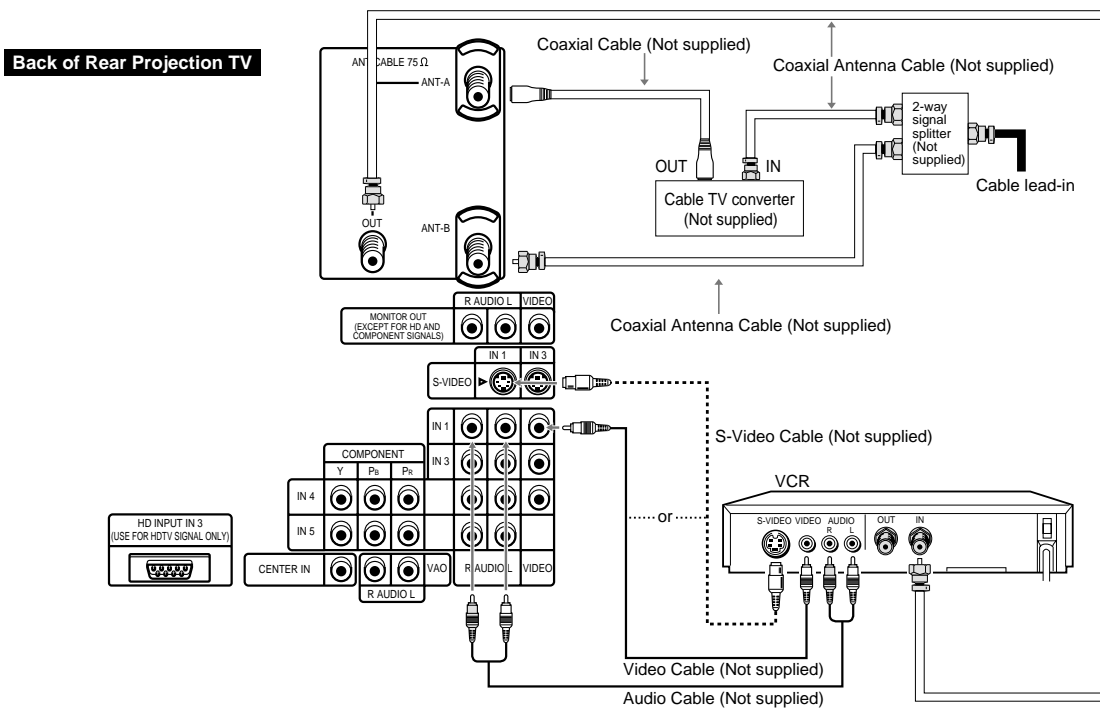 Back of Rear Projection TV
ANT CABLE 75 Ω
ANT-A
OUT
ANT-B
Coaxial Cable (Not supplied)
Coaxial Antenna Cable (Not supplied)
2-way
signal
splitter
(Not
supplied)
OUT
IN
Cable TV converter
(Not supplied)
Cable lead-in
Coaxial Antenna Cable (Not supplied)
R AUDIO L
VIDEO
MONITOR OUT
(EXCEPT FOR HD AND
COMPONENT SIGNALS)
IN 1
IN 3
S-VIDEO
IN 1
IN 3
COMPONENT
Y
PB
PR
IN 4
IN 5
HD INPUT IN 3
(USE FOR HDTV SIGNAL ONLY)
CENTER IN
VAO
R AUDIO L
VIDEO
R AUDIO L
S-Video Cable (Not supplied)
or
VCR
S-VIDEO
VIDEO
AUDIO
R
L
OUT
IN
Video Cable (Not supplied)
Audio Cable (Not supplied)